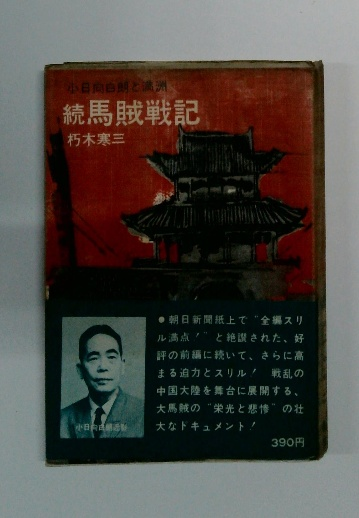 小日向白朗と満洲
続馬賊戦記
朽木寒三
●朝日新聞紙上で“全編スリ
ル満点！”と絶讃された、好
評の前編に続いて、さらに高
まる迫力とスリル！ 戦乱の
中国大陸を舞台に展開する、
大馬賊の“栄光と悲惨”の壮
大なドキュメント！
小日向白朗近影
390円